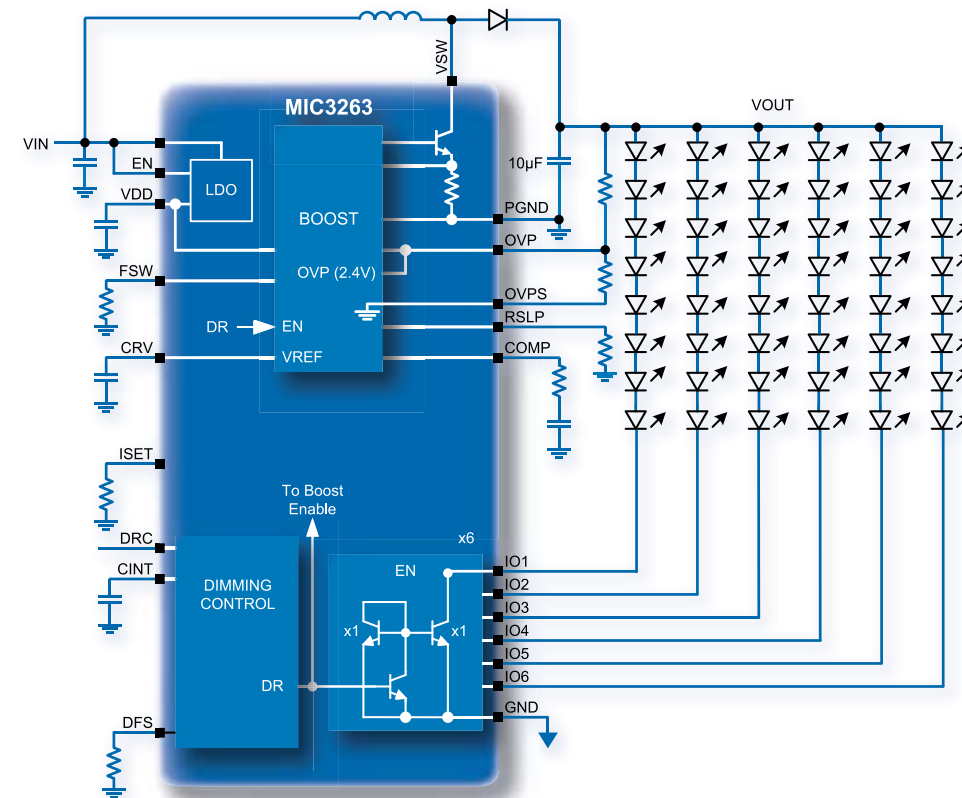 VSW
MIC3263
VOUT
VIN
EN
LDO
10µF
VDD
BOOST
PGND
OVP
FSW
OVP (2.4V)
OVPS
DR
EN
RSLP
CRV
VREF
COMP
ISET
To Boost
Enable
DRC
x6
CINT
DIMMING
CONTROL
EN
IO1
IO2
IO3
x1
x1
IO4
IO5
DR
IO6
GND
DFS